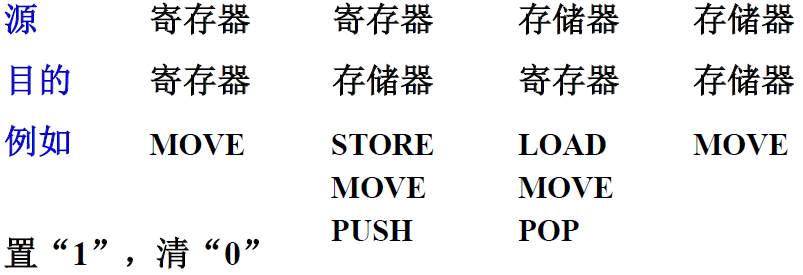 源 寄存器 寄存器 存储器 存储器
目的 寄存器 存储器 寄存器 存储器
例如 MOVE STORE LOAD MOVE
MOVE MOVE
PUSH POP
置“1”，清“0”